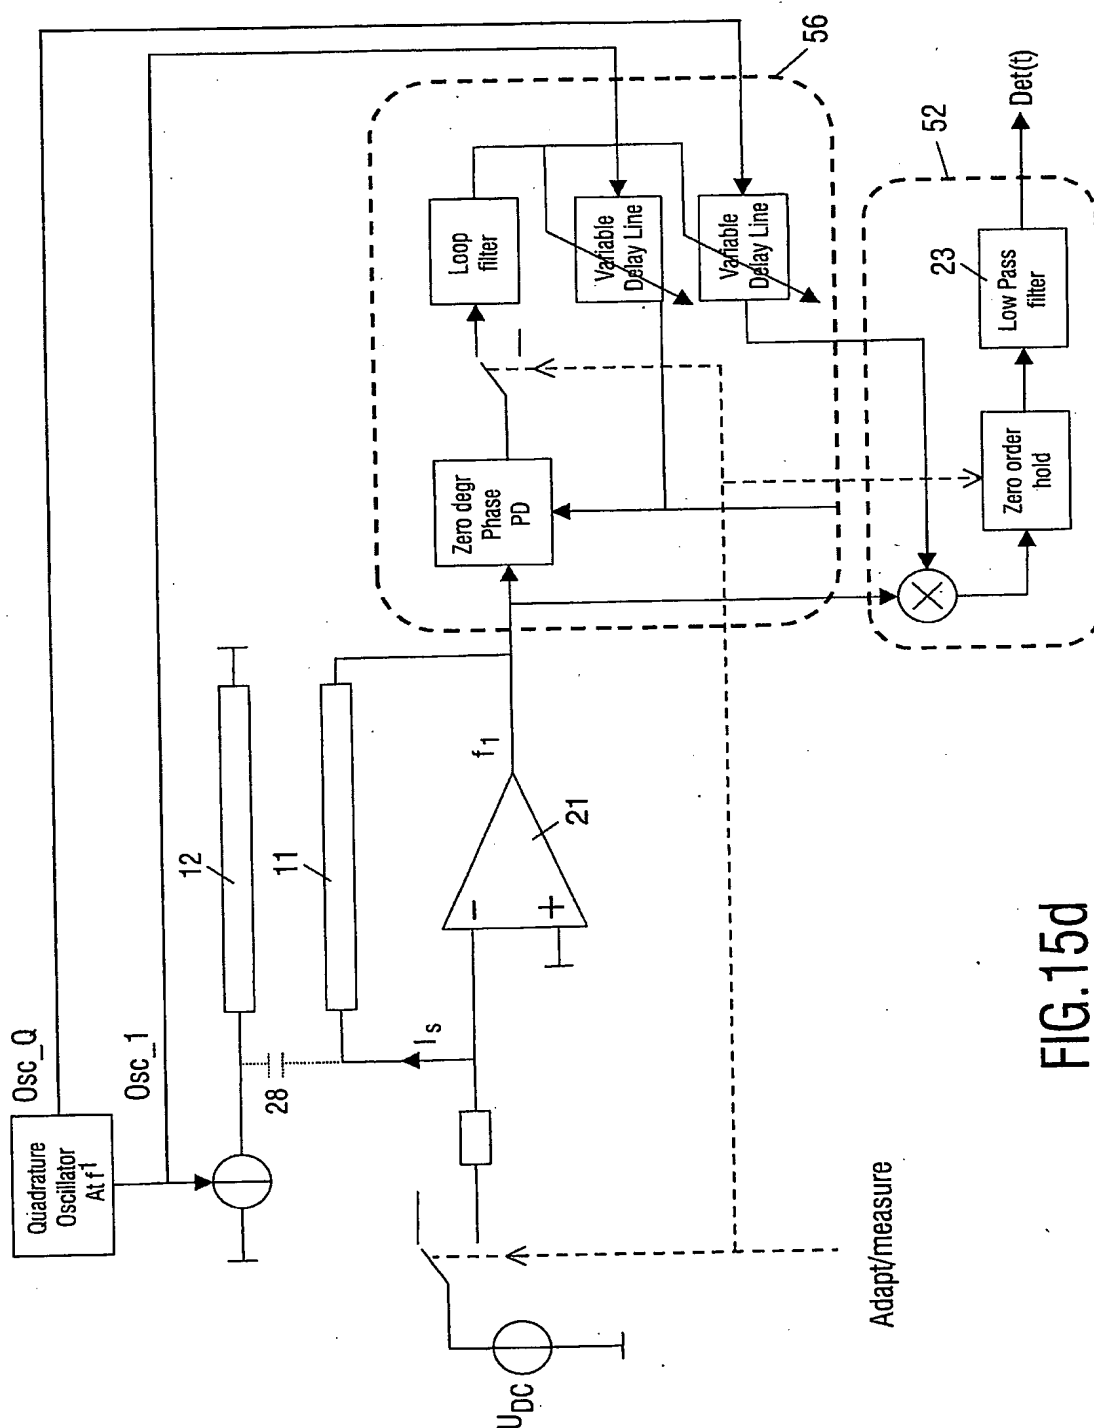 Quadrature
Oscillator
At f1
Osc_Q
Osc_1
12
28
11
Is
f1
21
UDC
Adapt/measure
56
Zero degr
Phase
PD
Loop
filter
Variable
Delay Line
Variable
Delay Line
52
Zero order
hold
23
Low Pass
filter
Det(t)
FIG.15d